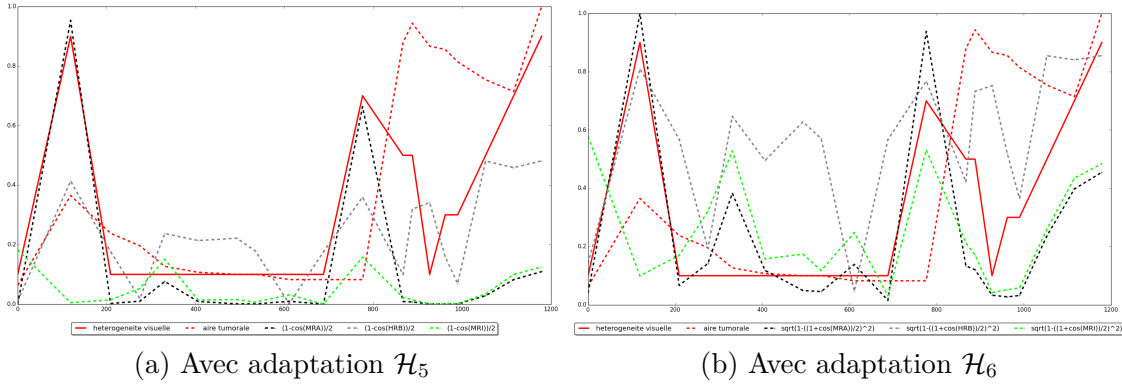 1.0
0.8
0.6
0.4
0.2
0.0
0 200 400 600 800 1000 1200
heterogeneite visuelle aire tumorale (1-cos(MRA))/2 (1-cos(HRB))/2 (1-cos(MRI))/2
(a) Avec adaptation H5
1.0
0.8
0.6
0.4
0.2
0.0
0 200 400 600 800 1000 1200
heterogeneite visuelle aire tumorale sqrt(1-((1+cos(MRA))/2)^2) sqrt(1-((1+cos(HRB))/2)^2) sqrt(1-((1+cos(MRI))/2)^2)
(b) Avec adaptation H6